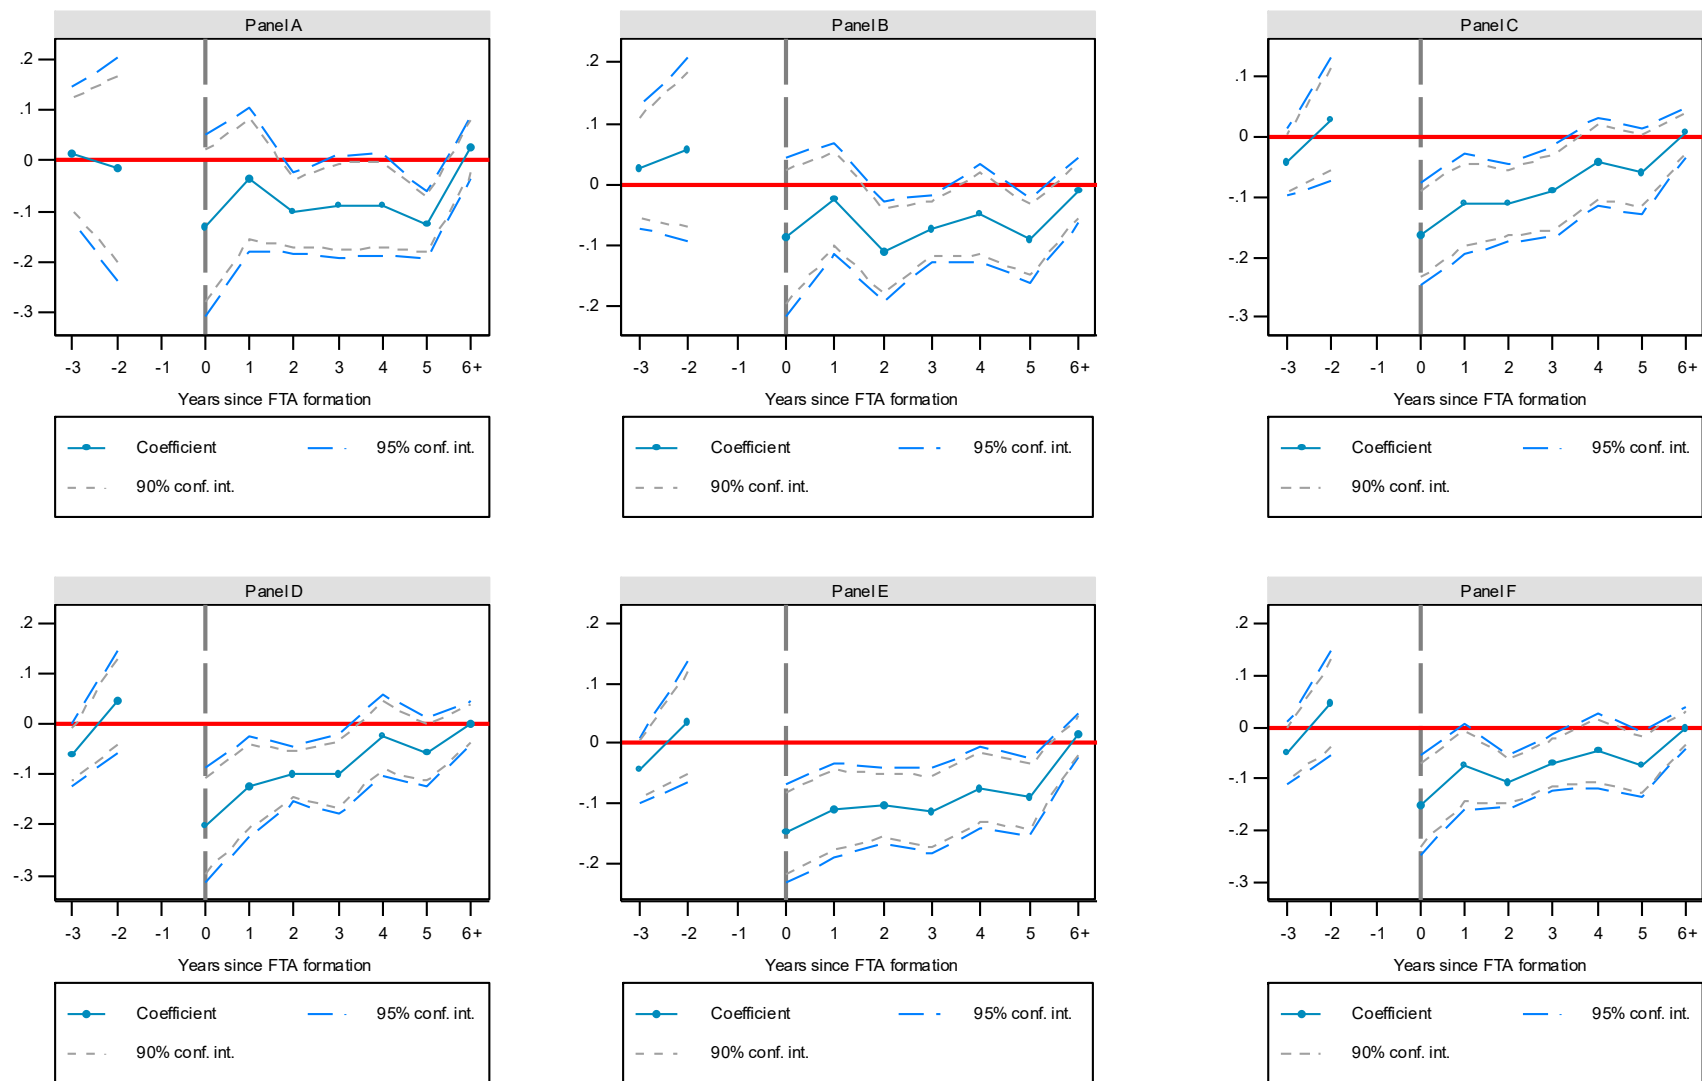 Panel A
.2
.1
0
-.1
-.2
-.3
-3 -2 -1 0 1 2 3 4 5 6+
Years since FTA formation
Coefficient 95% conf. int.
90% conf. int.
Panel B
.2
.1
0
-.1
-.2
-3 -2 -1 0 1 2 3 4 5 6+
Years since FTA formation
Coefficient 95% conf. int.
90% conf. int.
Panel C
.1
0
-.1
-.2
-.3
-3 -2 -1 0 1 2 3 4 5 6+
Years since FTA formation
Coefficient 95% conf. int.
90% conf. int.
Panel D
.2
.1
0
-.1
-.2
-.3
-3 -2 -1 0 1 2 3 4 5 6+
Years since FTA formation
Coefficient 95% conf. int.
90% conf. int.
Panel E
.2
.1
0
-.1
-.2
-3 -2 -1 0 1 2 3 4 5 6+
Years since FTA formation
Coefficient 95% conf. int.
90% conf. int.
Panel F
.2
.1
0
-.1
-.2
-.3
-3 -2 -1 0 1 2 3 4 5 6+
Years since FTA formation
Coefficient 95% conf. int.
90% conf. int.